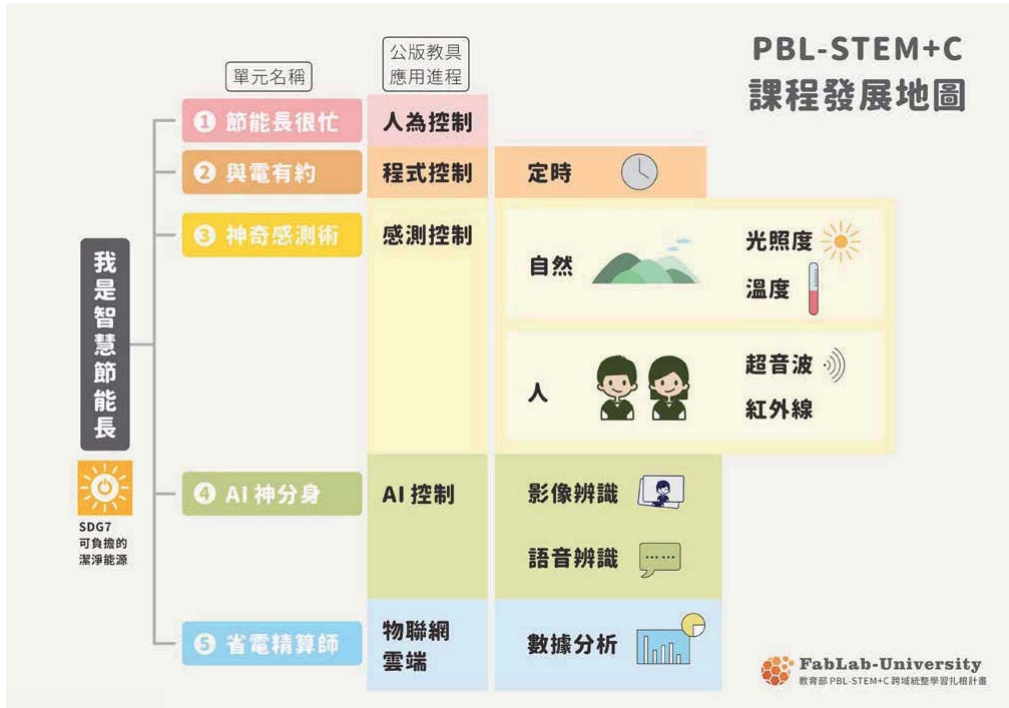 PBL-STEM+C
課程發展地圖
單元名稱
公版教具
應用進程
我是智慧節能長
SDG7
可負擔的
潔淨能源
1 節能長很忙
人為控制
2 與電有約
程式控制
定時
3 神奇感測術
感測控制
自然
光照度
溫度
人
超音波
紅外線
4 AI 神分身
AI 控制
影像辨識
語音辨識
5 省電精算師
物聯網
雲端
數據分析
FabLab-University
教育部 PBL-STEM+C 跨域統整學習扎根計畫